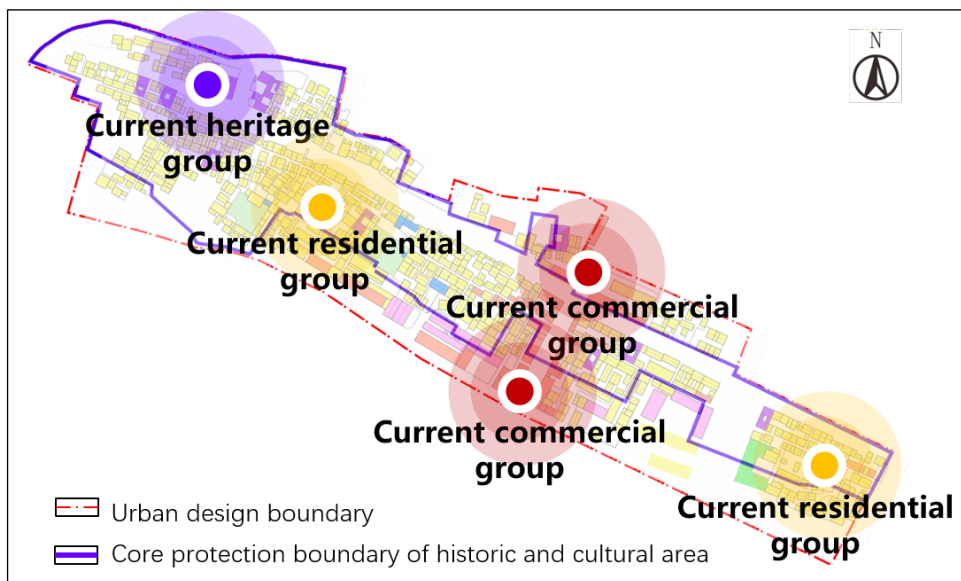 N
Current heritage
group
Current residential
group
Current commercial
group
Current commercial
group
Current residential
group
Urban design boundary
Core protection boundary of historic and cultural area